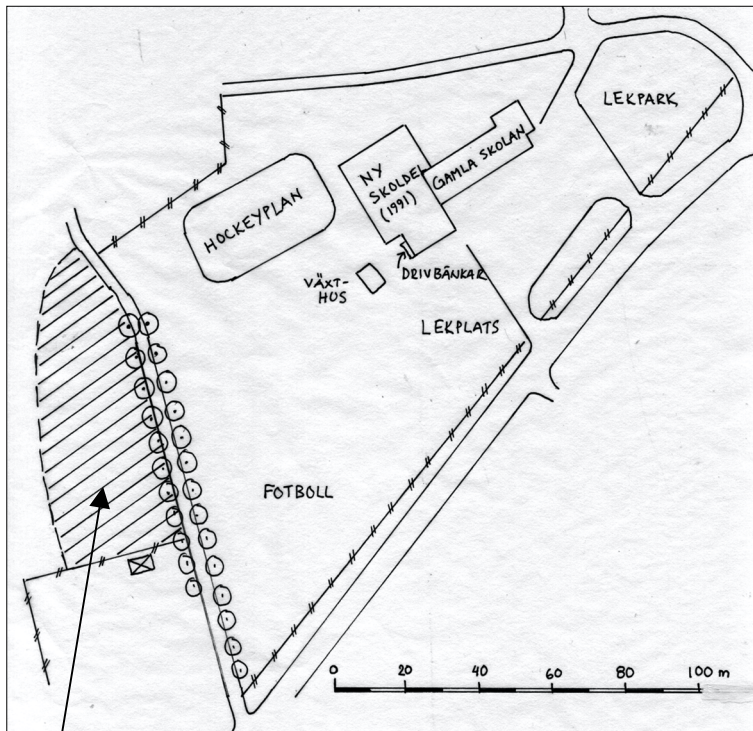 LEKPARK
GAMLA SKOLAN
NY
SKOLDEL
(1991)
HOCKEYPLAN
DRIVBÄNKAR
VÄXT-
HUS
LEKPLATS
FOTBOLL
0 20 40 60 80 100 m